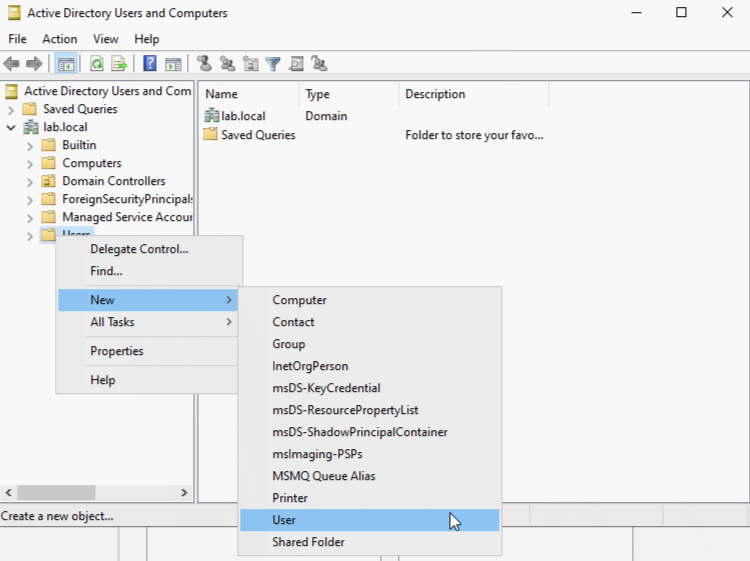 Active Directory Users and Computers
File Action View Help
Active Directory Users and Com
Saved Queries
lab.local
Builtin
Computers
Domain Controllers
ForeignSecurityPrincipals
Managed Service Accour
Users
Name Type Description
lab.local Domain
Saved Queries Folder to store your favo...
Delegate Control...
Find...
New
All Tasks
Properties
Help
Computer
Contact
Group
InetOrgPerson
msDS-KeyCredential
msDS-ResourcePropertyList
msDS-ShadowPrincipalContainer
msImaging-PSPs
MSMQ Queue Alias
Printer
User
Shared Folder
Create a new object...